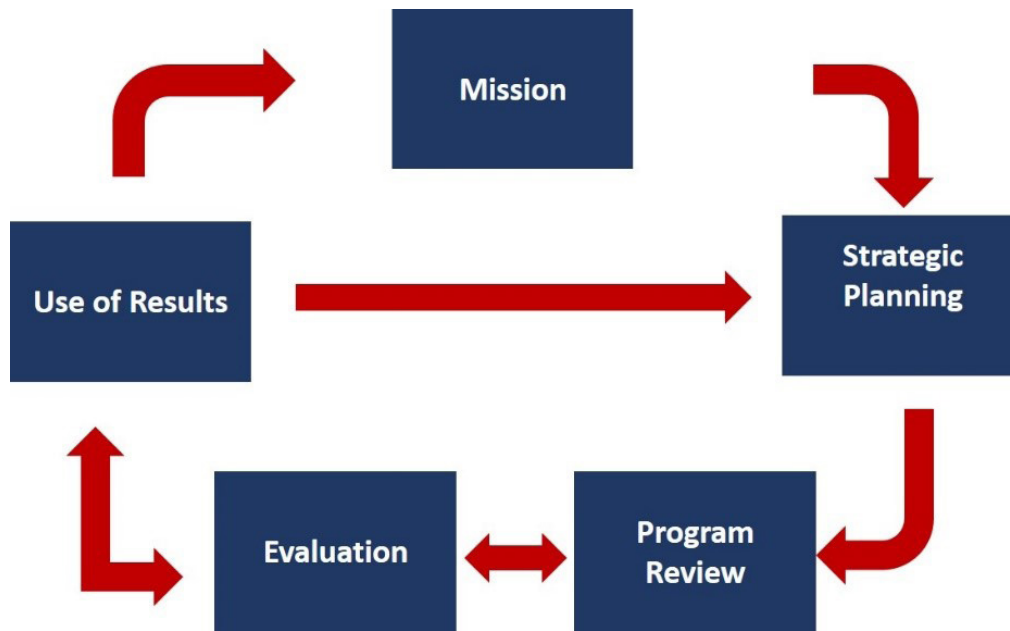 Mission
Strategic
Planning
Use of Results
Evaluation
Program
Review